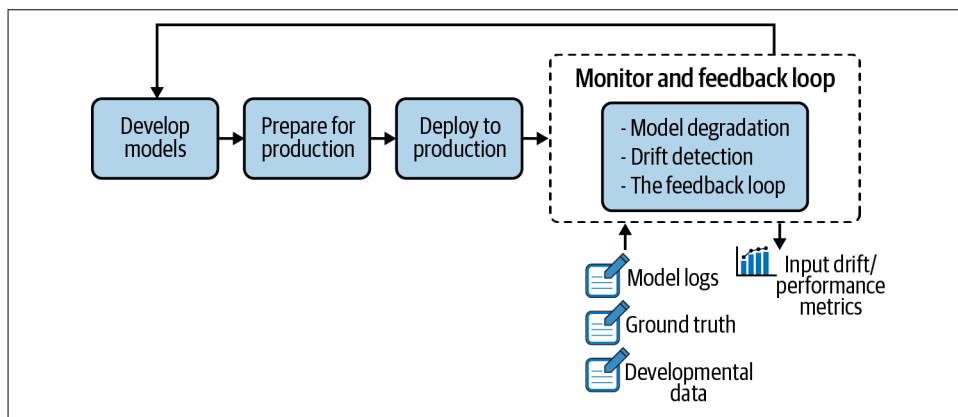 Monitor and feedback loop
Develop
models
Prepare for
production
Deploy to
production
- Model degradation
- Drift detection
- The feedback loop
Model logs
Ground truth
Developmental
data
Input drift/
performance
metrics